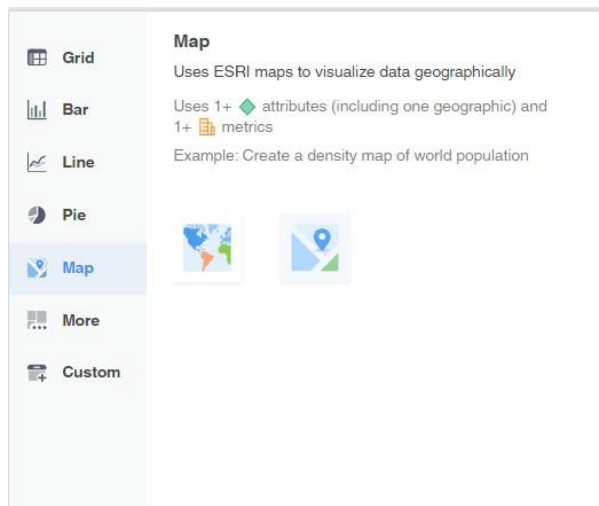 Grid
Bar
Line
Pie
Map
More
Custom
Map
Uses ESRI maps to visualize data geographically
Uses 1+ attributes (including one geographic) and
1+ metrics
Example: Create a density map of world population